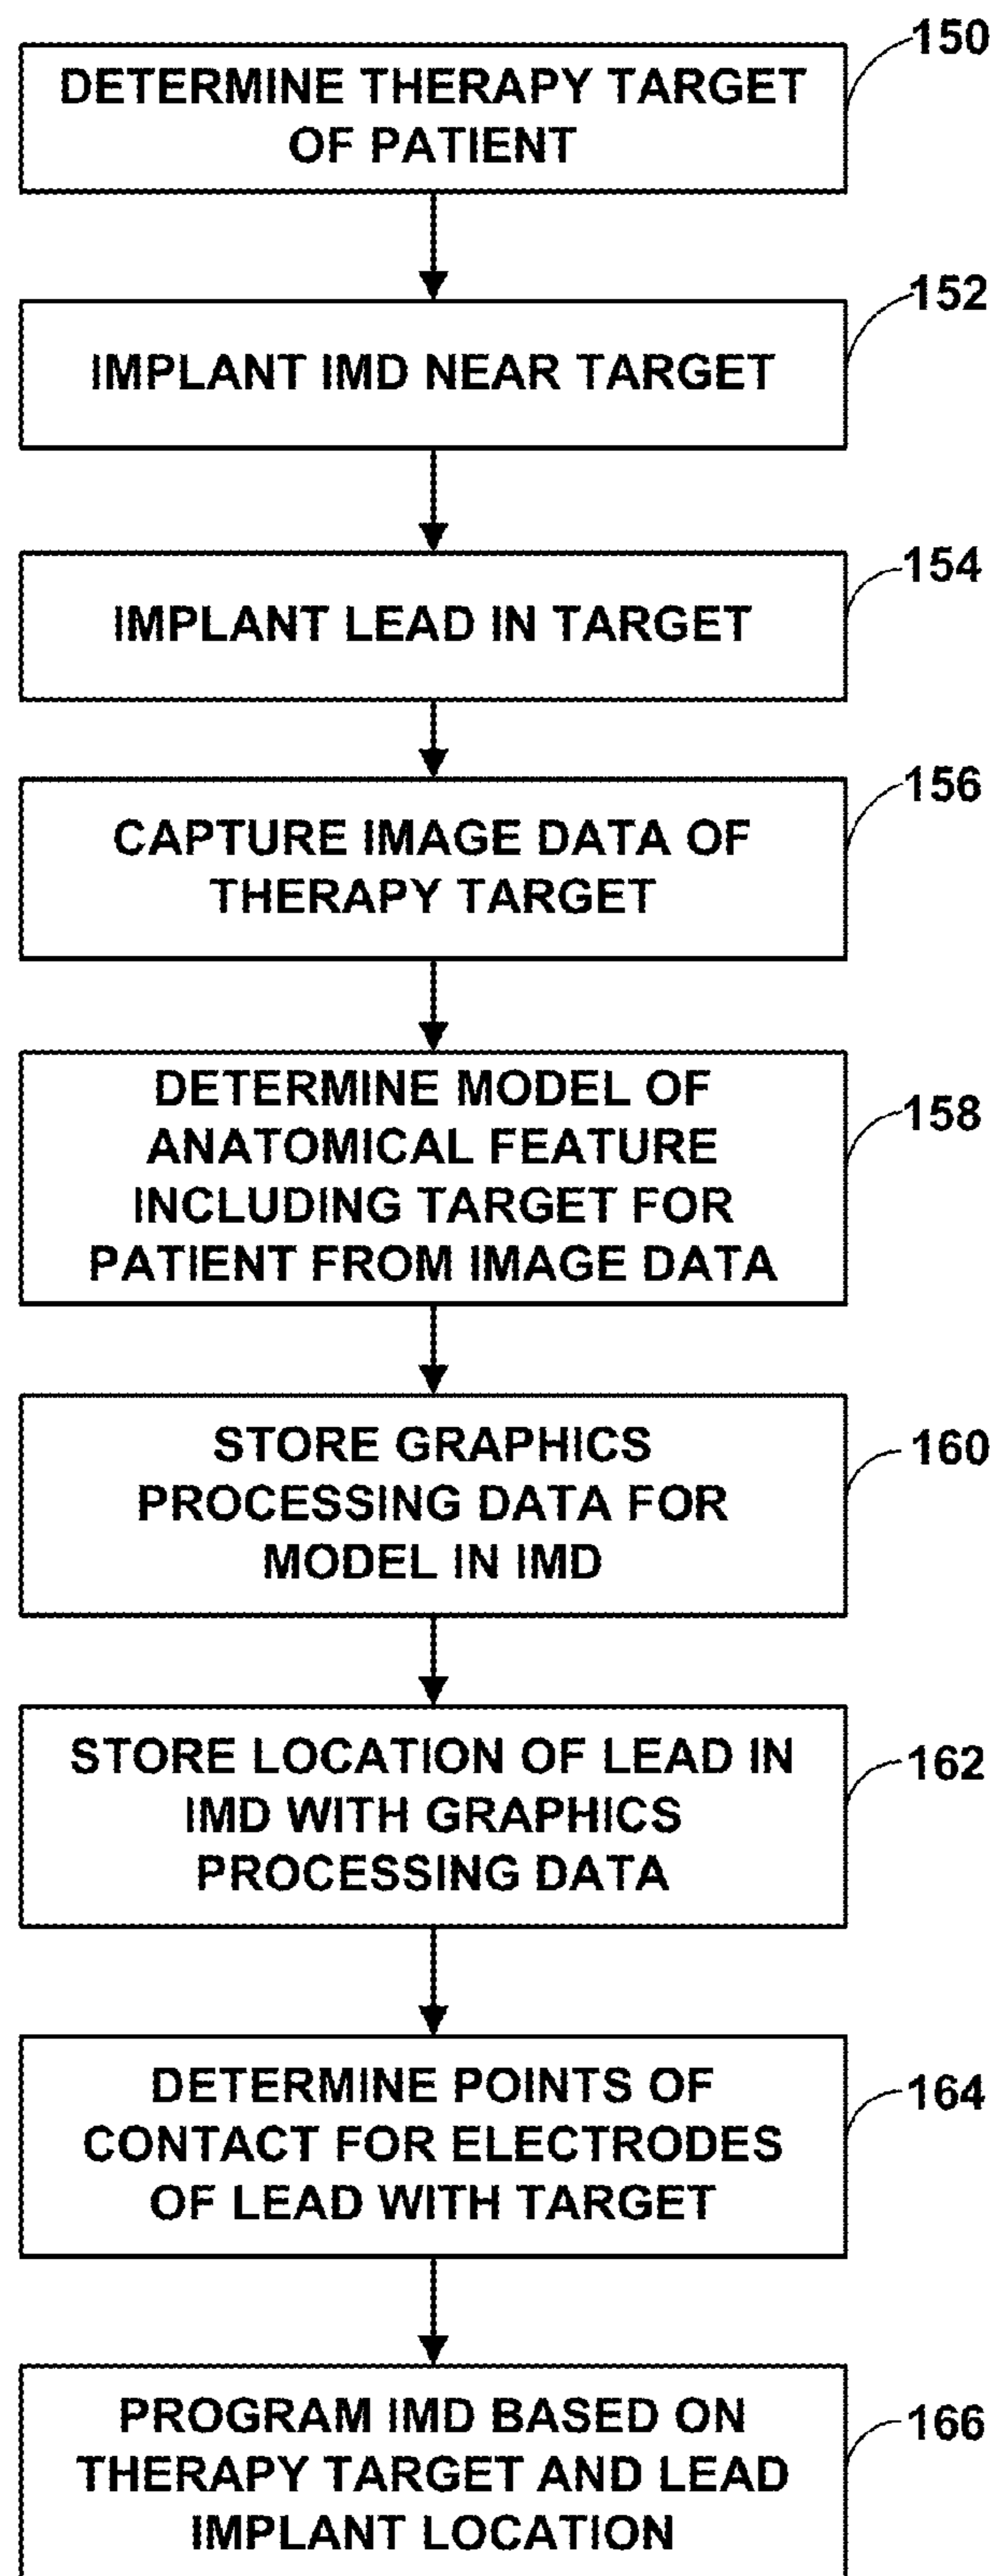 150
DETERMINE THERAPY TARGET
OF PATIENT
152
IMPLANT IMD NEAR TARGET
154
IMPLANT LEAD IN TARGET
156
CAPTURE IMAGE DATA OF
THERAPY TARGET
158
DETERMINE MODEL OF
ANATOMICAL FEATURE
INCLUDING TARGET FOR
PATIENT FROM IMAGE DATA
160
STORE GRAPHICS
PROCESSING DATA FOR
MODEL IN IMD
162
STORE LOCATION OF LEAD IN
IMD WITH GRAPHICS
PROCESSING DATA
164
DETERMINE POINTS OF
CONTACT FOR ELECTRODES
OF LEAD WITH TARGET
166
PROGRAM IMD BASED ON
THERAPY TARGET AND LEAD
IMPLANT LOCATION